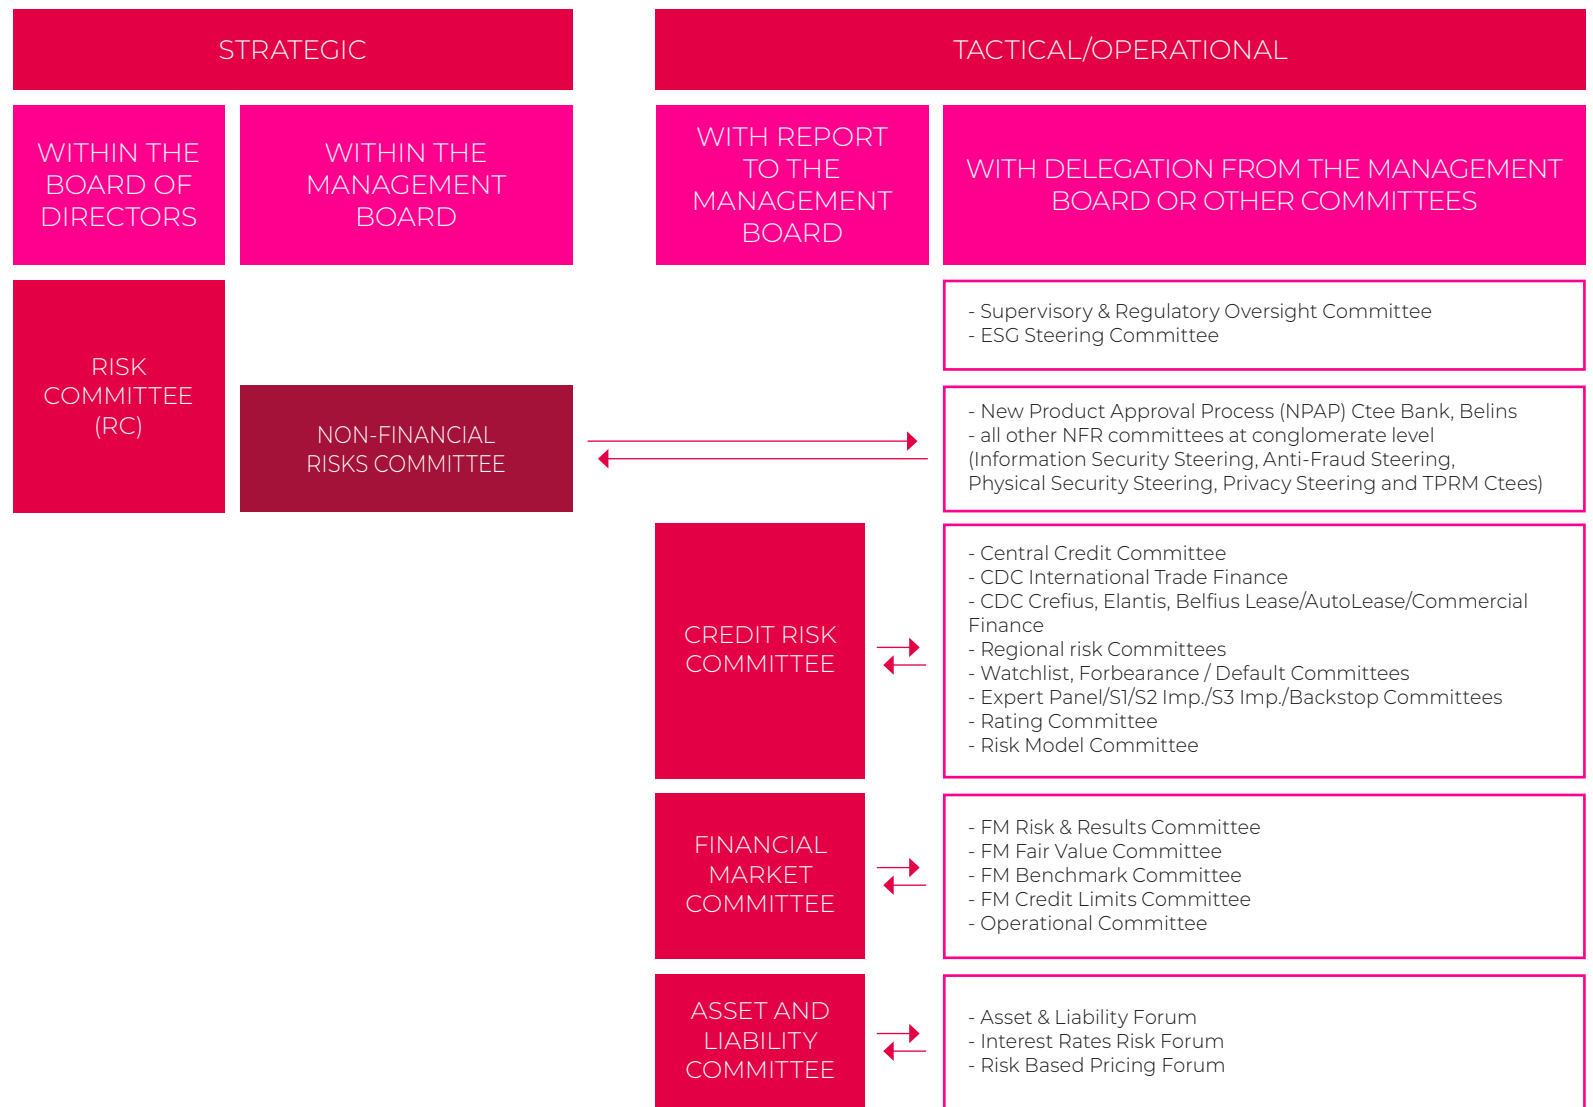 STRATEGIC
TACTICAL/OPERATIONAL
WITHIN THE
BOARD OF
DIRECTORS
WITHIN THE
MANAGEMENT
BOARD
WITH REPORT
TO THE
MANAGEMENT
BOARD
WITH DELEGATION FROM THE MANAGEMENT
BOARD OR OTHER COMMITTEES
RISK
COMMITTEE
(RC)
- Supervisory & Regulatory Oversight Committee
- ESG Steering Committee
NON-FINANCIAL
RISKS COMMITTEE
- New Product Approval Process (NPAP) Ctee Bank, Belins
- all other NFR committees at conglomerate level
(Information Security Steering, Anti-Fraud Steering,
Physical Security Steering, Privacy Steering and TPRM Ctees)
CREDIT RISK
COMMITTEE
- Central Credit Committee
- CDC International Trade Finance
- CDC Crefius, Elantis, Belfius Lease/AutoLease/Commercial
Finance
- Regional risk Committees
- Watchlist, Forbearance / Default Committees
- Expert Panel/S1/S2 Imp./S3 Imp./Backstop Committees
- Rating Committee
- Risk Model Committee
FINANCIAL
MARKET
COMMITTEE
- FM Risk & Results Committee
- FM Fair Value Committee
- FM Benchmark Committee
- FM Credit Limits Committee
- Operational Committee
ASSET AND
LIABILITY
COMMITTEE
- Asset & Liability Forum
- Interest Rates Risk Forum
- Risk Based Pricing Forum